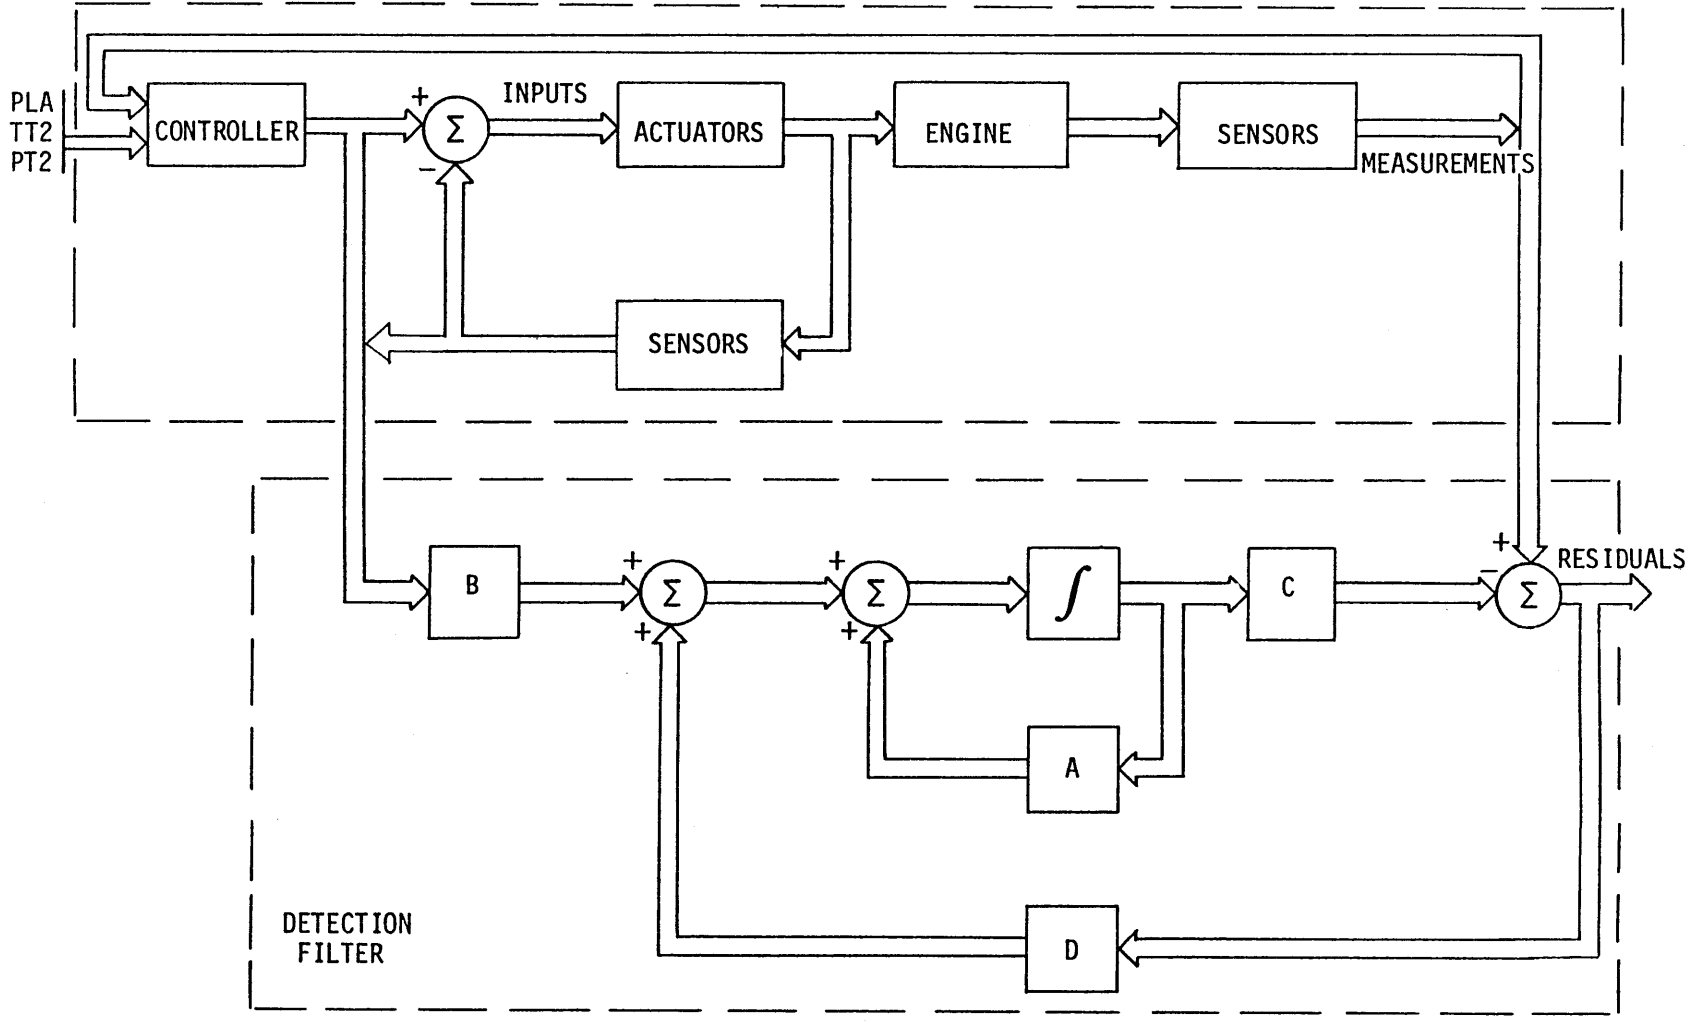 PLA
TT2
PT2
CONTROLLER
+
Σ
−
INPUTS
ACTUATORS
ENGINE
SENSORS
MEASUREMENTS
SENSORS
B
+
Σ
+
+
Σ
+
∫
C
+
−
Σ
RESIDUALS
A
DETECTION
FILTER
D